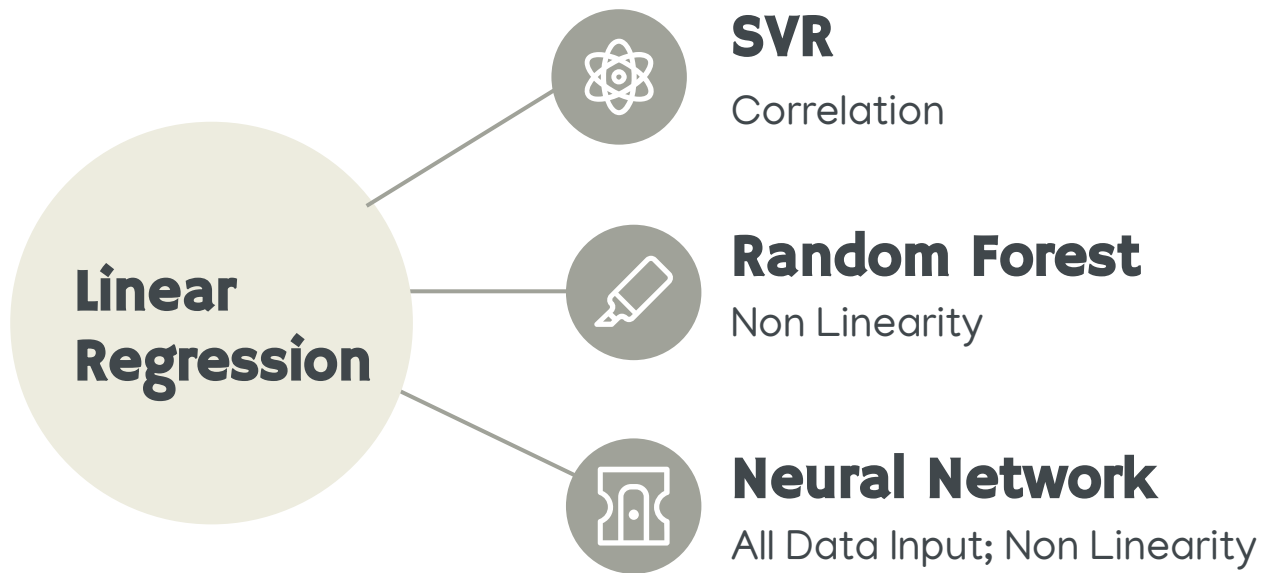 Linear
Regression
SVR
Correlation
Random Forest
Non Linearity
Neural Network
All Data Input; Non Linearity